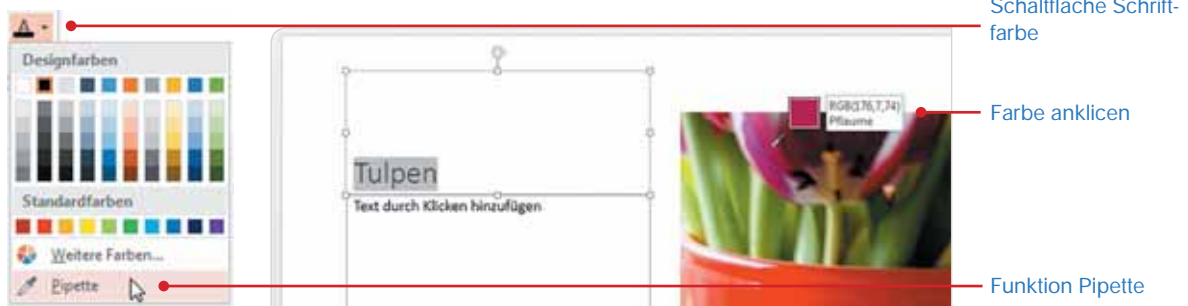 Schaltfläche Schrift-
farbe
Designfarben
RGB(176,7,74)
Pflaume
Farbe anklicen
Tulpen
Standardfarben
Text durch Klicken hinzufügen
Weitere Farben...
Pipette
Funktion Pipette